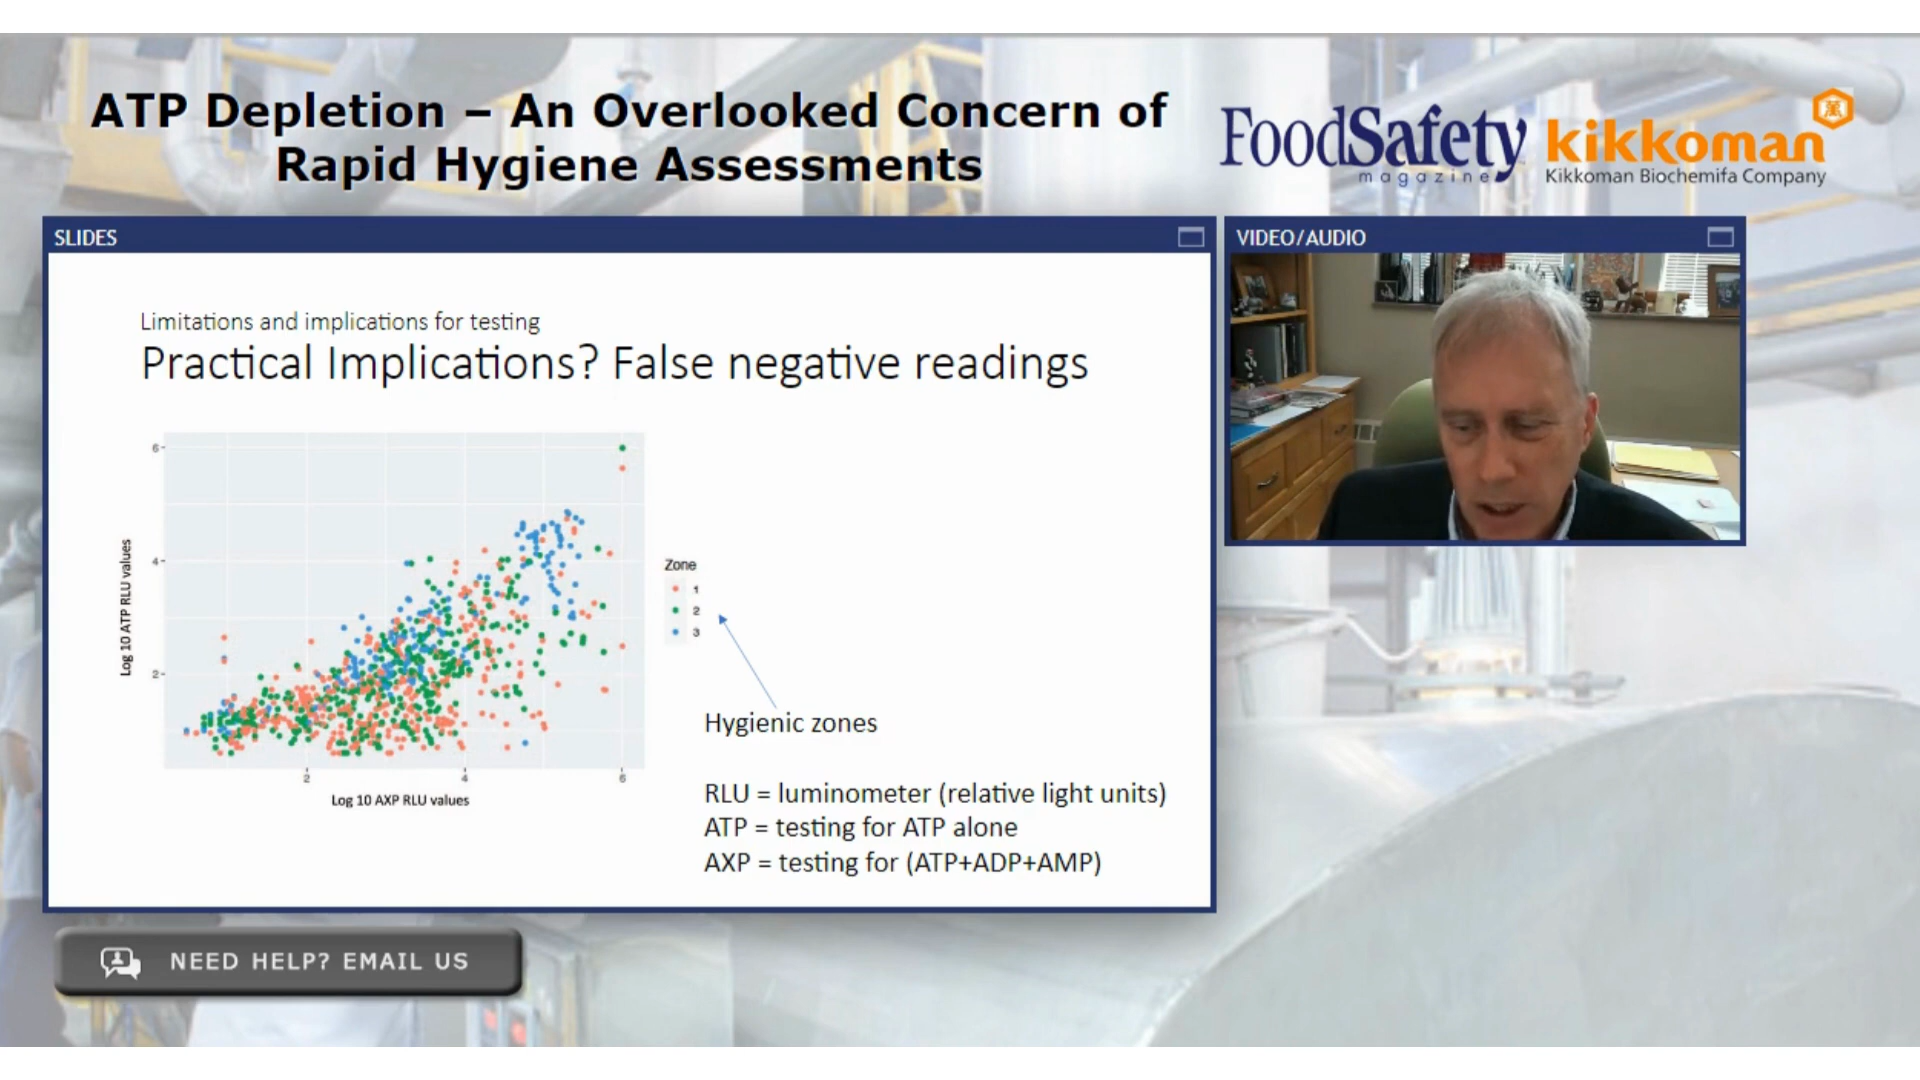 ATP Depletion – An Overlooked Concern of
Rapid Hygiene Assessments
FoodSafety
magazine
kikkoman
Kikkoman Biochemifa Company
SLIDES
VIDEO/AUDIO
Limitations and implications for testing
Practical Implications? False negative readings
6
4
2
Log 10 ATP RLU values
2
4
6
Log 10 AXP RLU values
Zone
1
2
3
Hygienic zones
RLU = luminometer (relative light units)
ATP = testing for ATP alone
AXP = testing for (ATP+ADP+AMP)
NEED HELP? EMAIL US